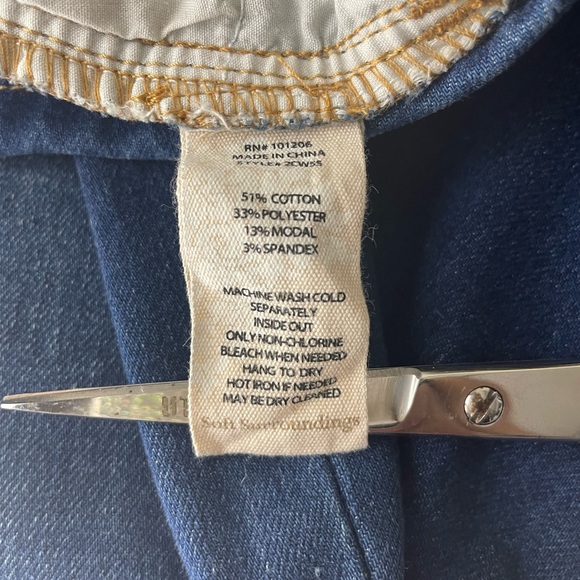 RN# 101206
MADE IN CHINA
STYLE# 2CW55
51% COTTON
33% POLYESTER
13% MODAL
3% SPANDEX
MACHINE WASH COLD
SEPARATELY
INSIDE OUT
ONLY NON-CHLORINE
BLEACH WHEN NEEDED
HANG TO DRY
HOT IRON IF NEEDED
MAY BE DRY CLEANED
Soft Surroundings